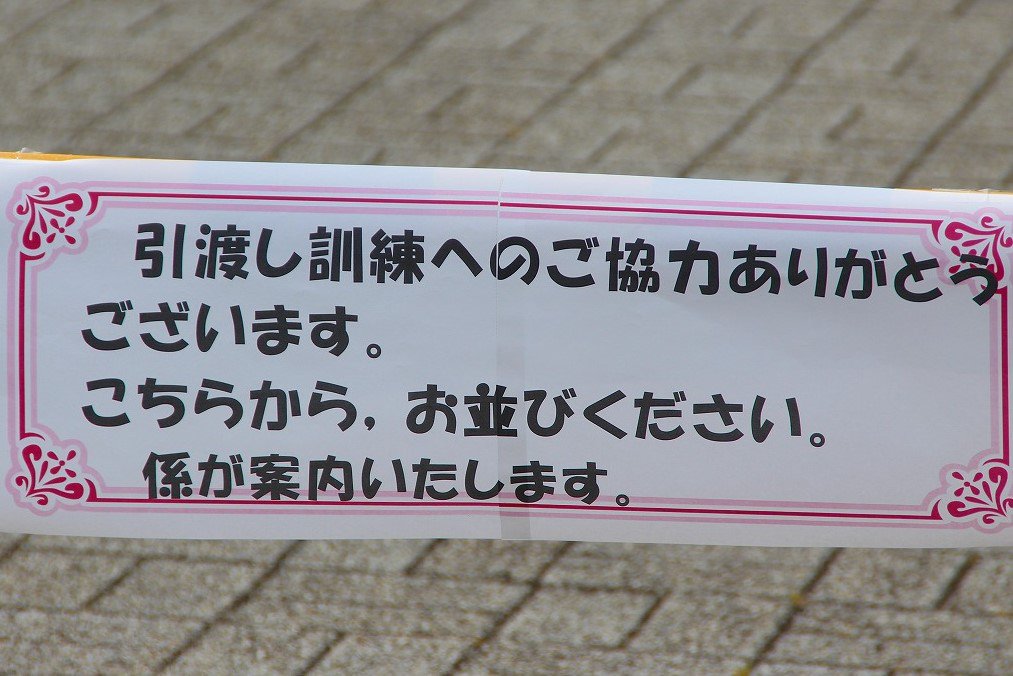 引渡し訓練へのご協力ありがとう
ございます。
こちらから，お並びください。
係が案内いたします。